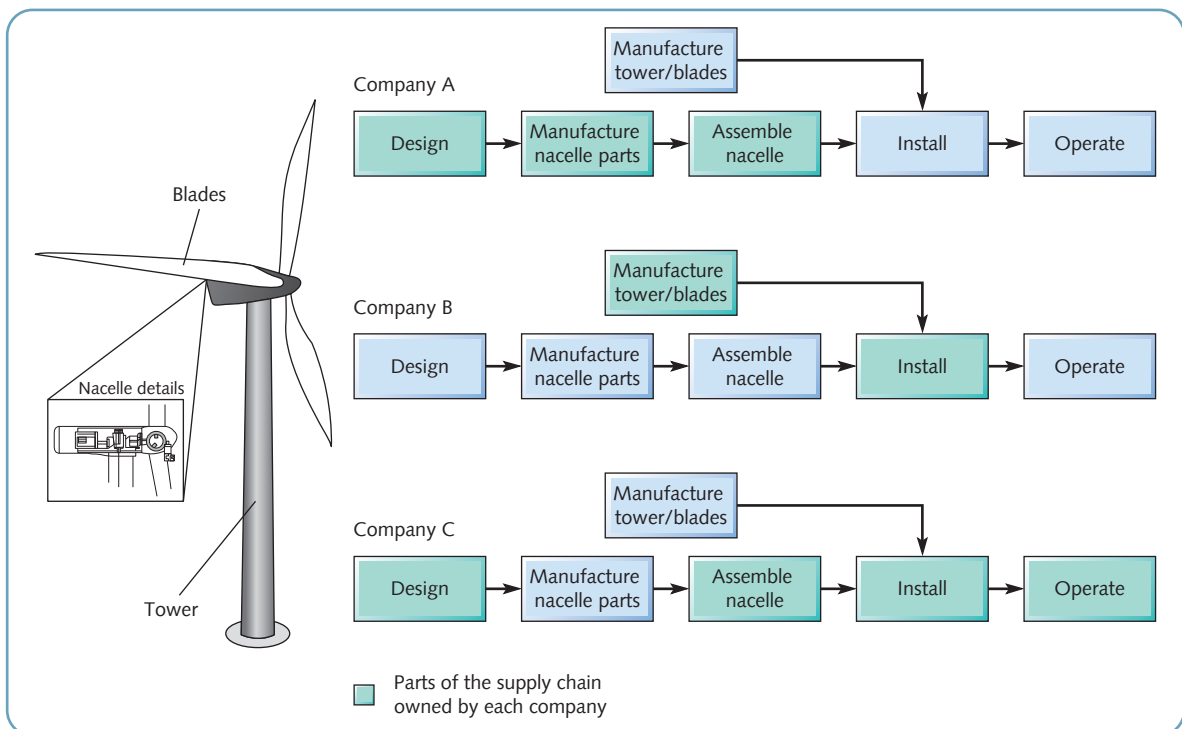 Blades
Nacelle details
Tower
Company A
Manufacture
tower/blades
Design
Manufacture
nacelle parts
Assemble
nacelle
Install
Operate
Company B
Manufacture
tower/blades
Design
Manufacture
nacelle parts
Assemble
nacelle
Install
Operate
Company C
Manufacture
tower/blades
Design
Manufacture
nacelle parts
Assemble
nacelle
Install
Operate
Parts of the supply chain
owned by each company